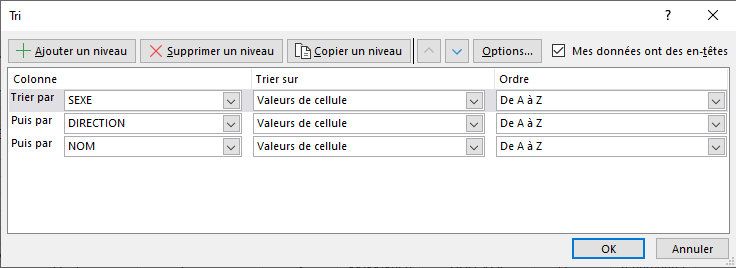 Tri
Ajouter un niveau Supprimer un niveau Copier un niveau Options... Mes données ont des en-têtes
Colonne Trier sur Ordre
Trier par SEXE Valeurs de cellule De A à Z
Puis par DIRECTION Valeurs de cellule De A à Z
Puis par NOM Valeurs de cellule De A à Z
OK Annuler